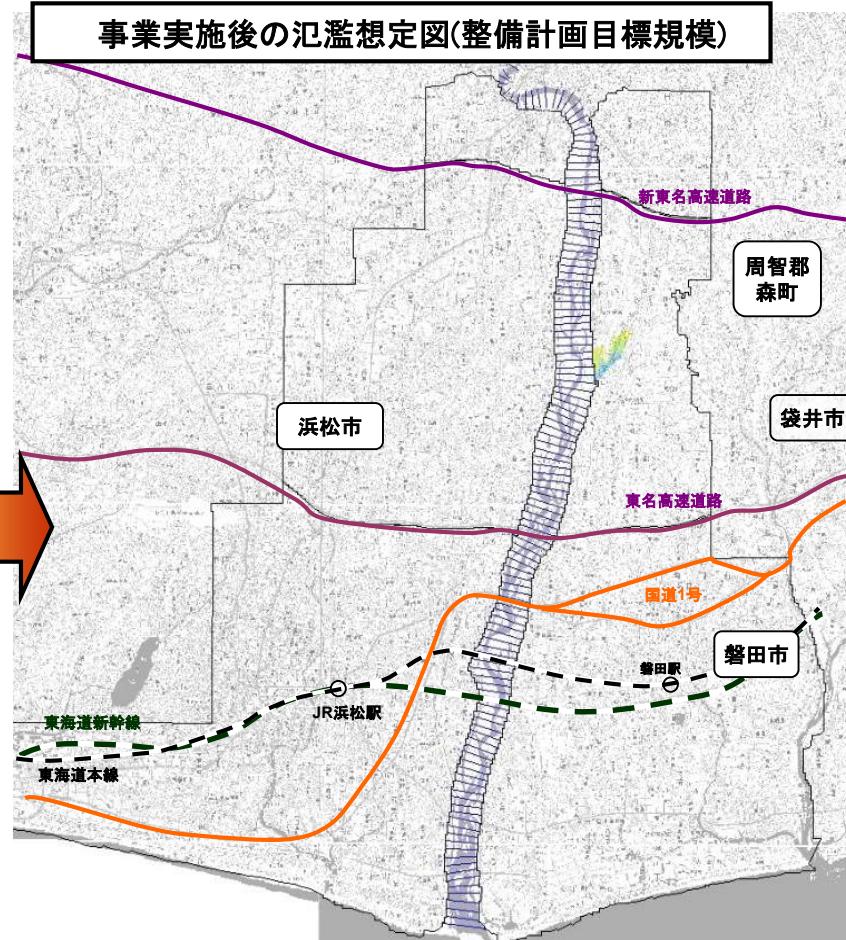 事業実施後の氾濫想定図(整備計画目標規模)
新東名高速道路
周智郡
森町
浜松市
袋井市
東名高速道路
国道1号
磐田市
磐田駅
JR浜松駅
東海道新幹線
東海道本線